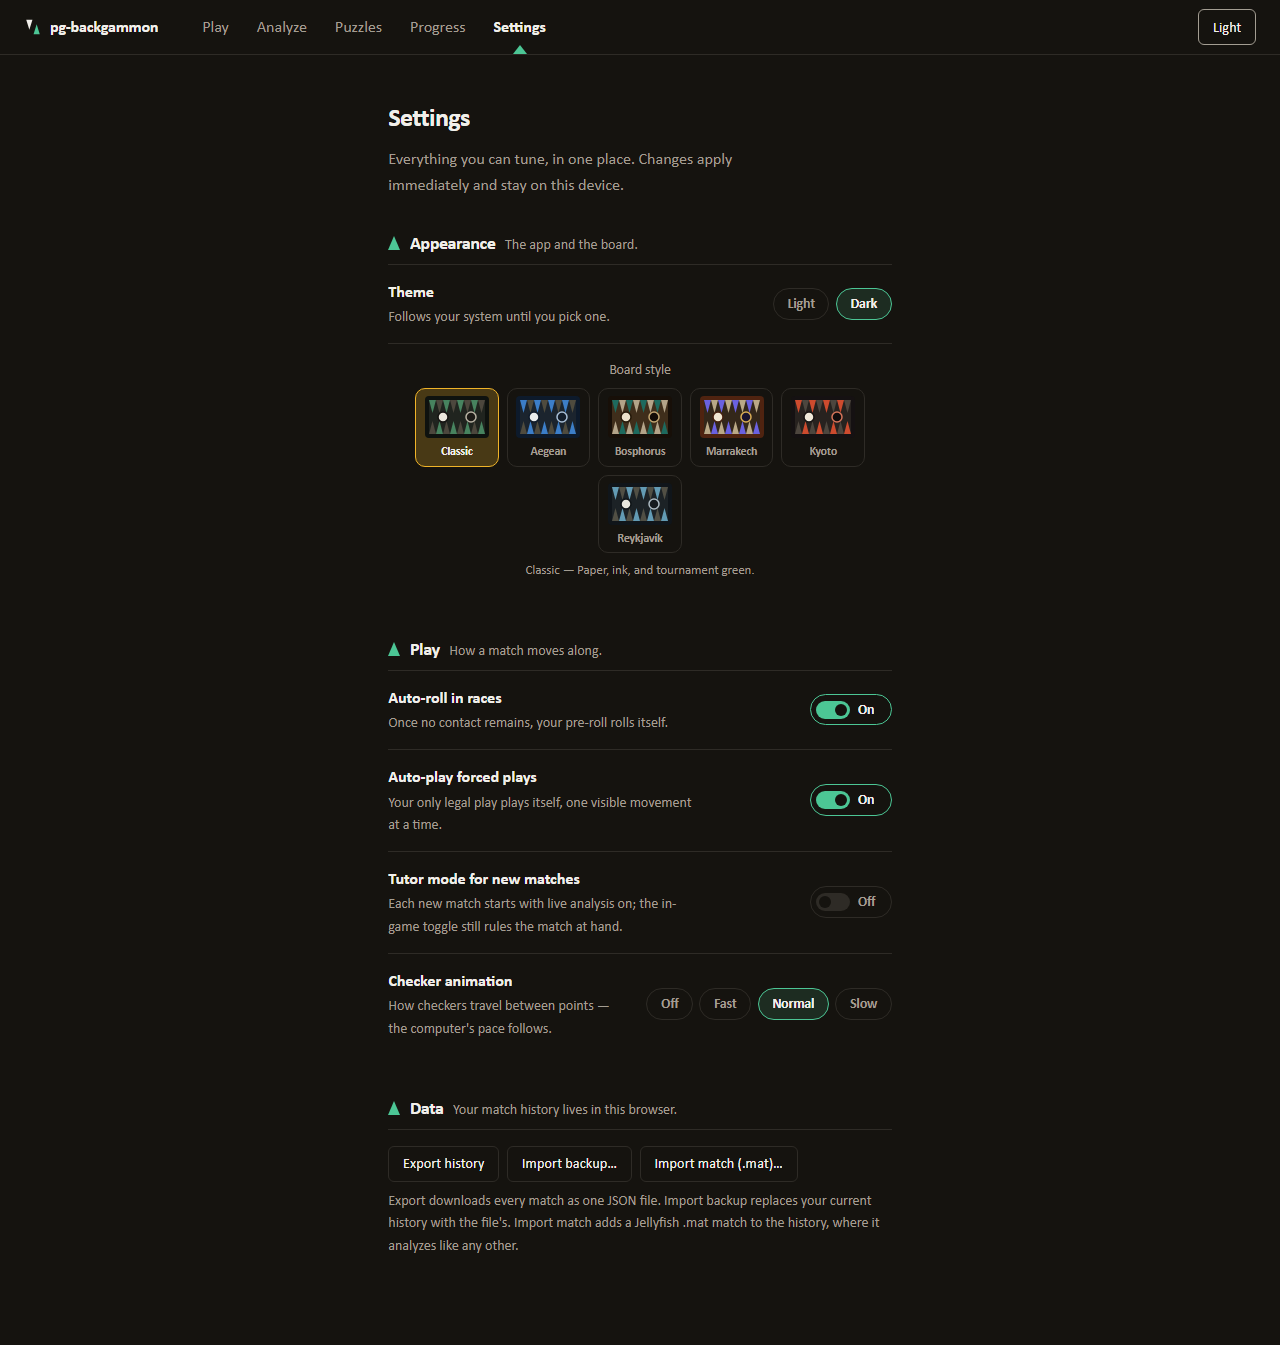 pg-backgammon Play Analyze Puzzles Progress Settings Light
Settings
Everything you can tune, in one place. Changes apply
immediately and stay on this device.
Appearance The app and the board.
Theme
Follows your system until you pick one.
Light Dark
Board style
Classic Aegean Bosphorus Marrakech Kyoto
Reykjavík
Classic — Paper, ink, and tournament green.
Play How a match moves along.
Auto-roll in races
Once no contact remains, your pre-roll rolls itself.
On
Auto-play forced plays
Your only legal play plays itself, one visible movement
at a time.
On
Tutor mode for new matches
Each new match starts with live analysis on; the in-
game toggle still rules the match at hand.
Off
Checker animation
How checkers travel between points —
the computer's pace follows.
Off Fast Normal Slow
Data Your match history lives in this browser.
Export history Import backup... Import match (.mat)...
Export downloads every match as one JSON file. Import backup replaces your current
history with the file's. Import match adds a Jellyfish .mat match to the history, where it
analyzes like any other.